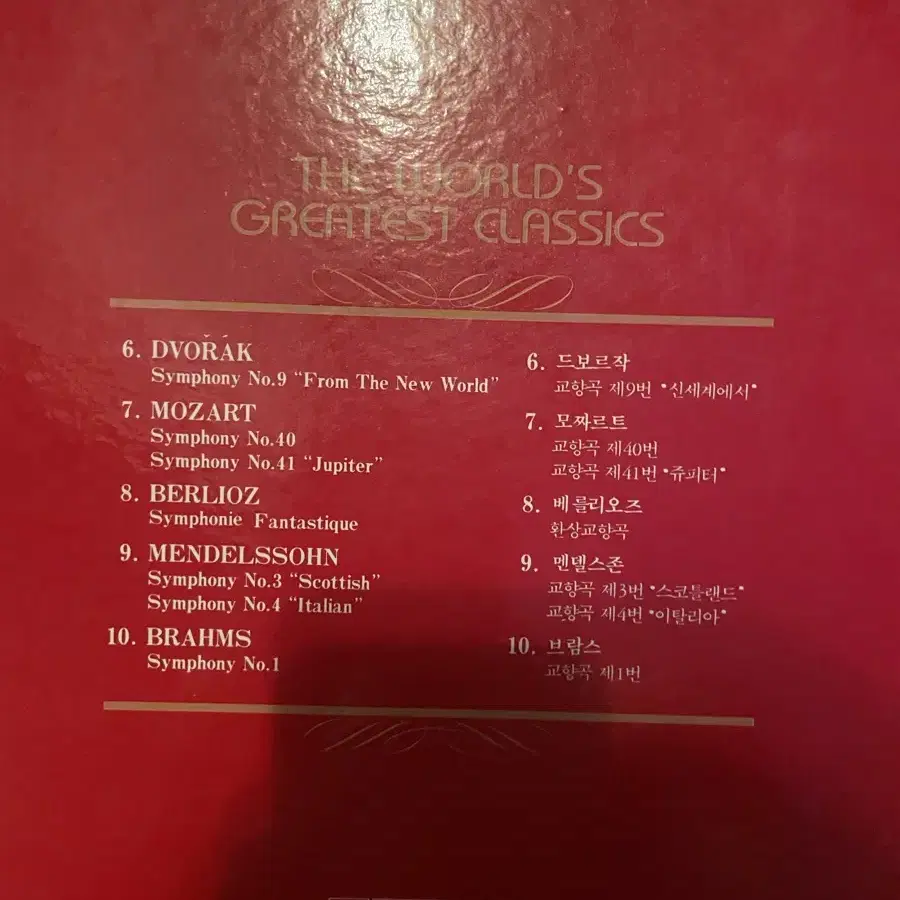 THE WORLD'S
GREATEST CLASSICS
6. DVOŘÁK
Symphony No.9 “From The New World”
7. MOZART
Symphony No.40
Symphony No.41 “Jupiter”
8. BERLIOZ
Symphonie Fantastique
9. MENDELSSOHN
Symphony No.3 “Scottish”
Symphony No.4 “Italian”
10. BRAHMS
Symphony No.1
6. 드보르작
교향곡 제9번 “신세계에서”
7. 모짜르트
교향곡 제40번
교향곡 제41번 “쥬피터”
8. 베를리오즈
환상교향곡
9. 멘델스존
교향곡 제3번 “스코틀랜드”
교향곡 제4번 “이탈리아”
10. 브람스
교향곡 제1번